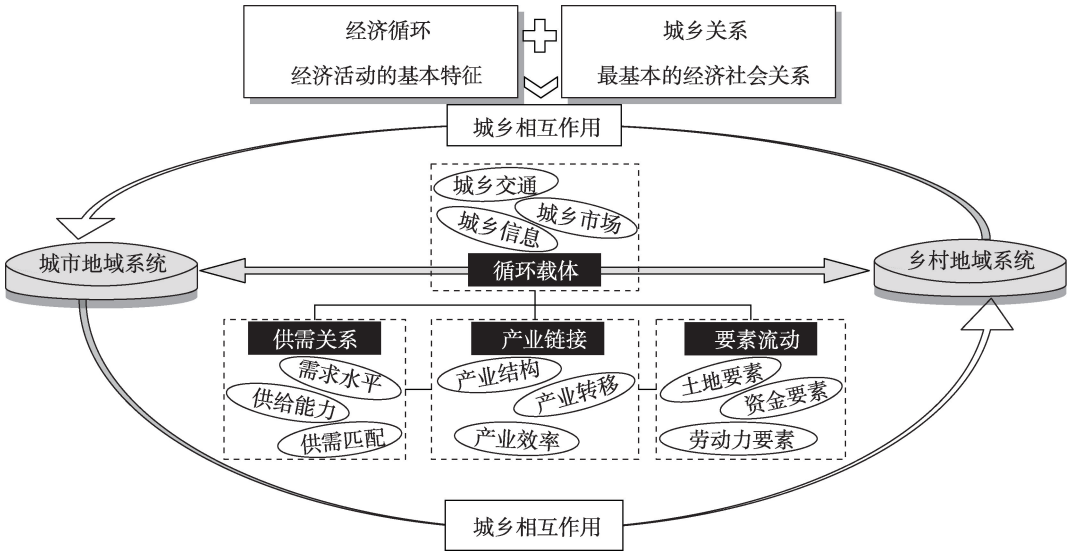 经济循环
经济活动的基本特征
城乡关系
最基本的经济社会关系
城乡相互作用
城乡交通
城乡市场
城乡信息
城市地域系统
循环载体
乡村地域系统
供需关系
产业链接
要素流动
需求水平
供给能力
供需匹配
产业结构
产业转移
产业效率
土地要素
资金要素
劳动力要素
城乡相互作用